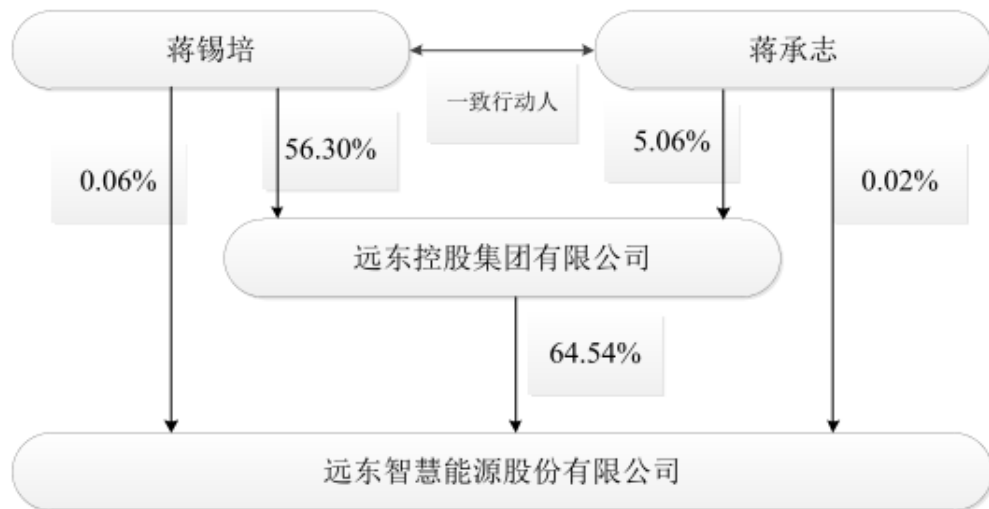 蒋锡培
蒋承志
一致行动人
0.06%
56.30%
5.06%
0.02%
远东控股集团有限公司
64.54%
远东智慧能源股份有限公司